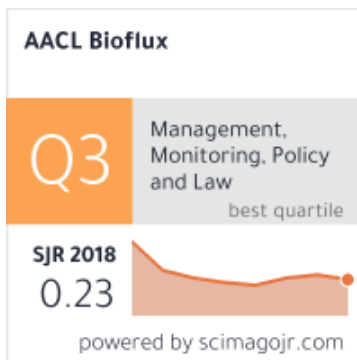 AACL Bioflux
Q3
Management,
Monitoring, Policy
and Law
best quartile
SJR 2018
0.23
powered by scimagojr.com